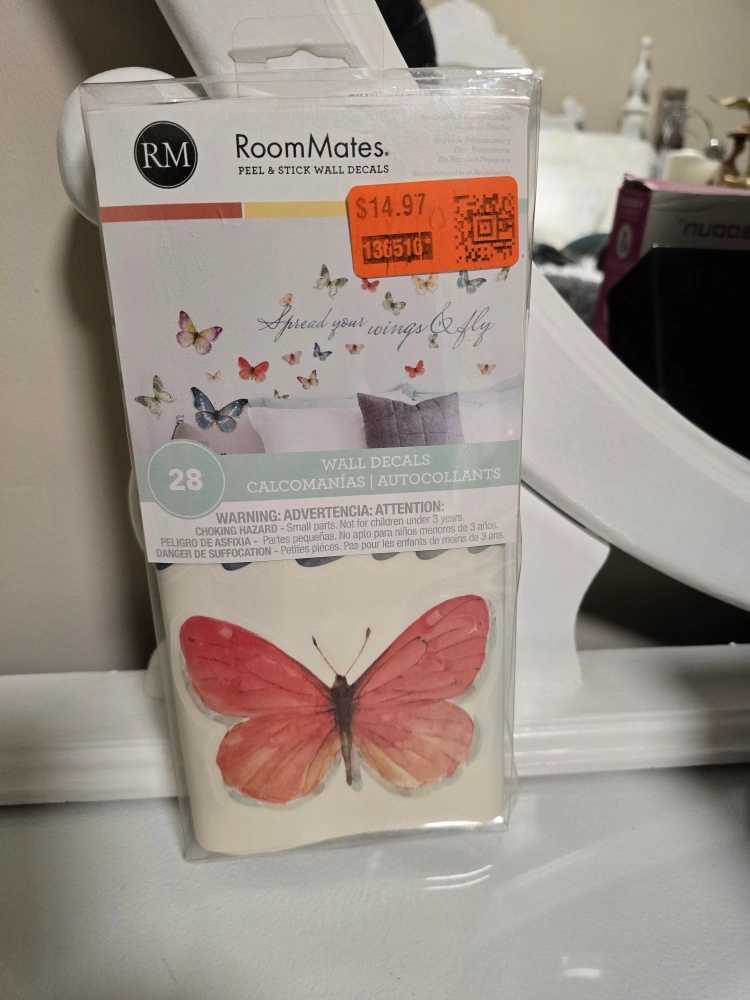 RM
RoomMates.
PEEL & STICK WALL DECALS
$14.97
136510
Spread your wings & fly
28
WALL DECALS
CALCOMANÍAS | AUTOCOLLANTS
WARNING: ADVERTENCIA: ATTENTION:
CHOKING HAZARD - Small parts. Not for children under 3 years.
PELIGRO DE ASFIXIA - Partes pequeñas. No apto para niños menores de 3 años.
DANGER DE SUFFOCATION - Petites pièces. Pas pour les enfants de moins de 3 ans.